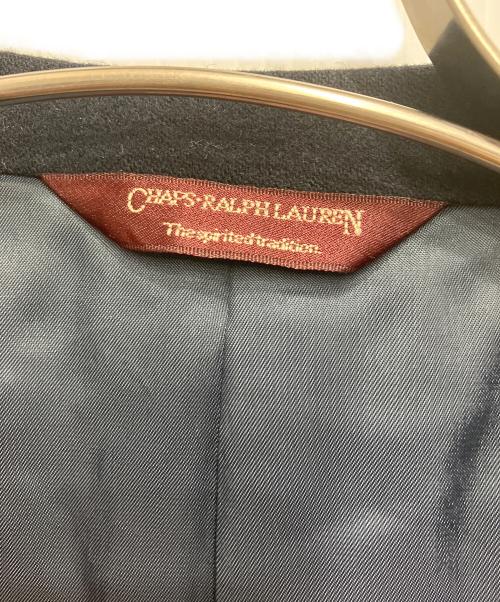 CHAPS·RALPH LAUREN
The spirited tradition.